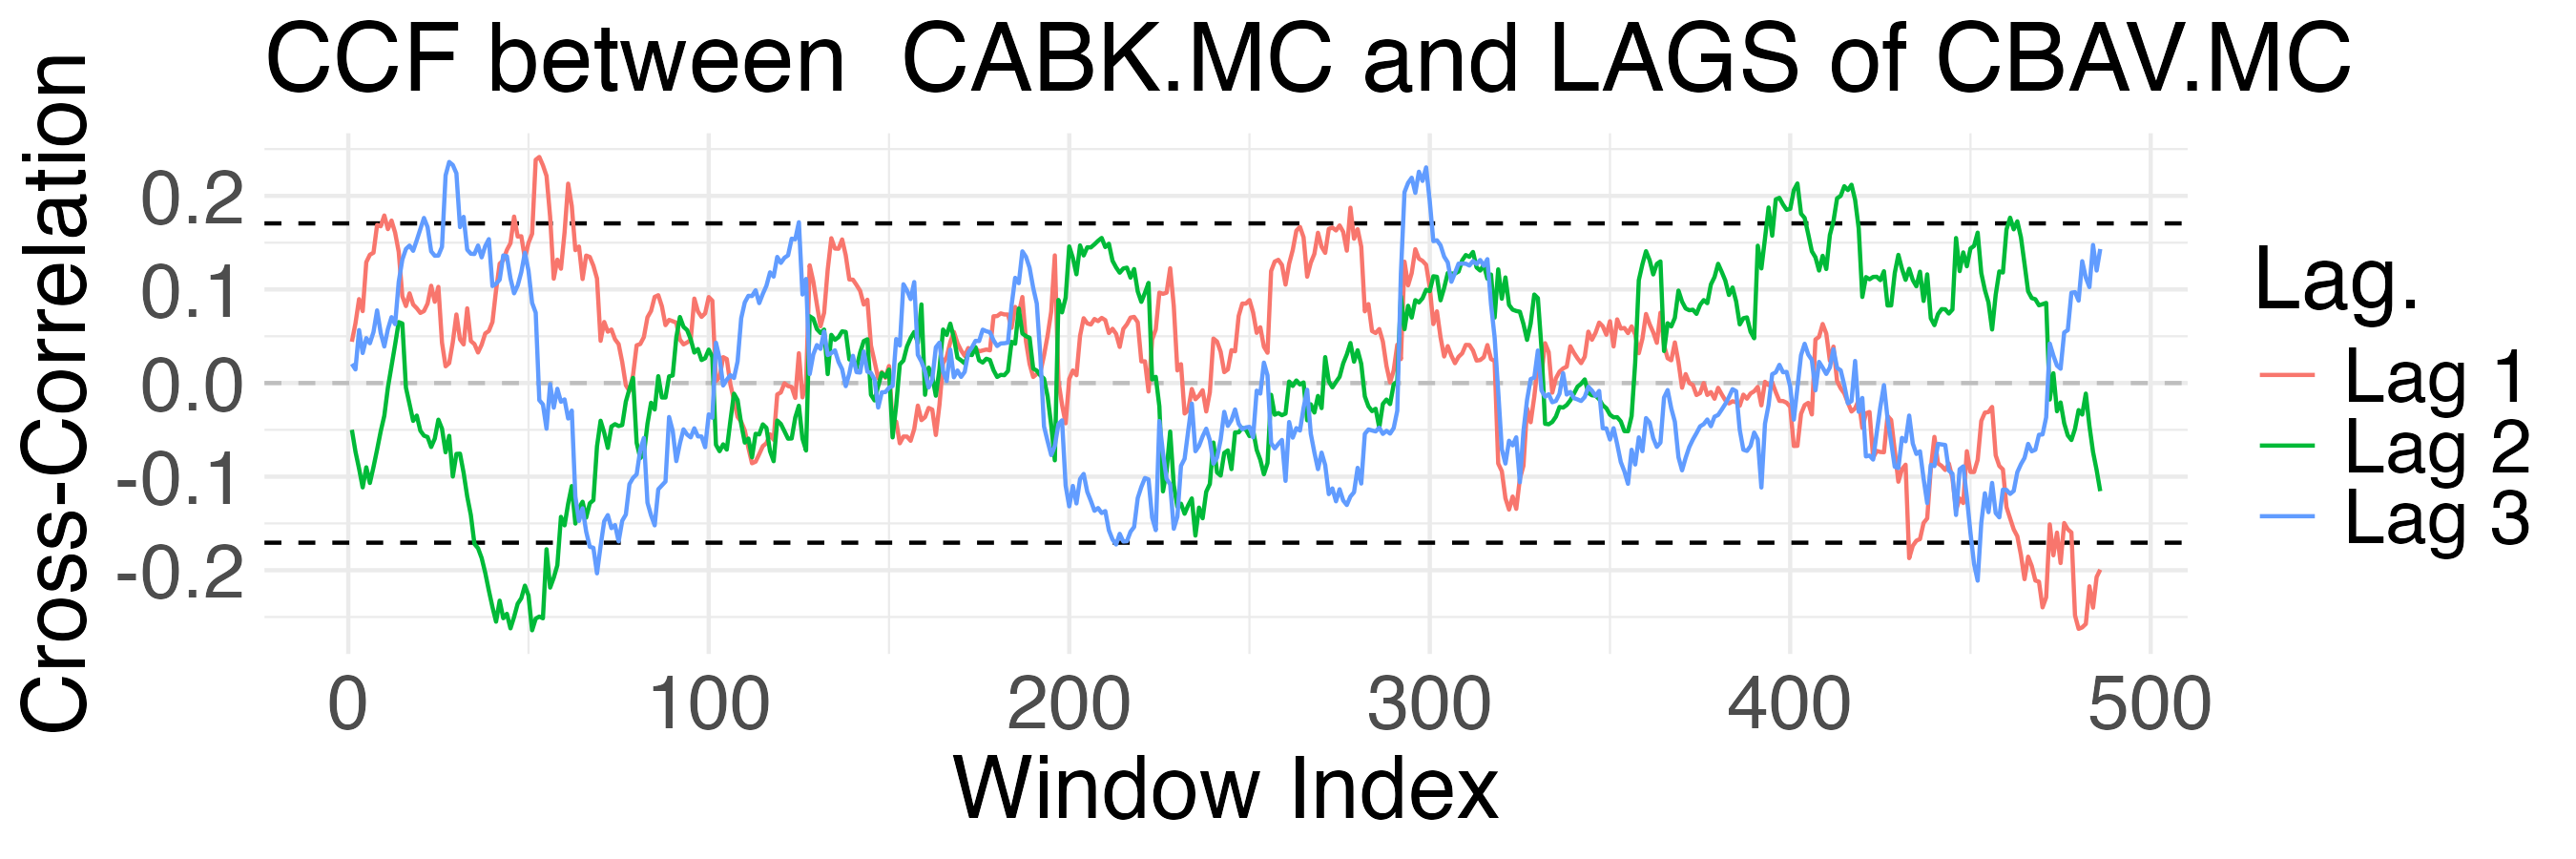 CCF between  CABK.MC and LAGS of CBAV.MC
Cross-Correlation
0.2
0.1
0.0
-0.1
-0.2
0 100 200 300 400 500
Window Index
Lag.
Lag 1
Lag 2
Lag 3